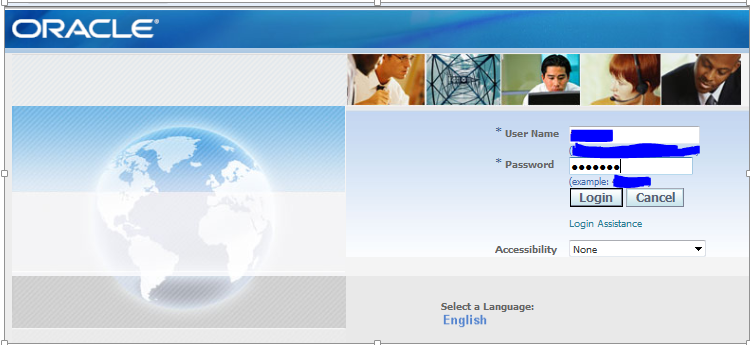 ORACLE®
* User Name
(
* Password
•••••••
(example:
Login Cancel
Login Assistance
Accessibility None
Select a Language:
English